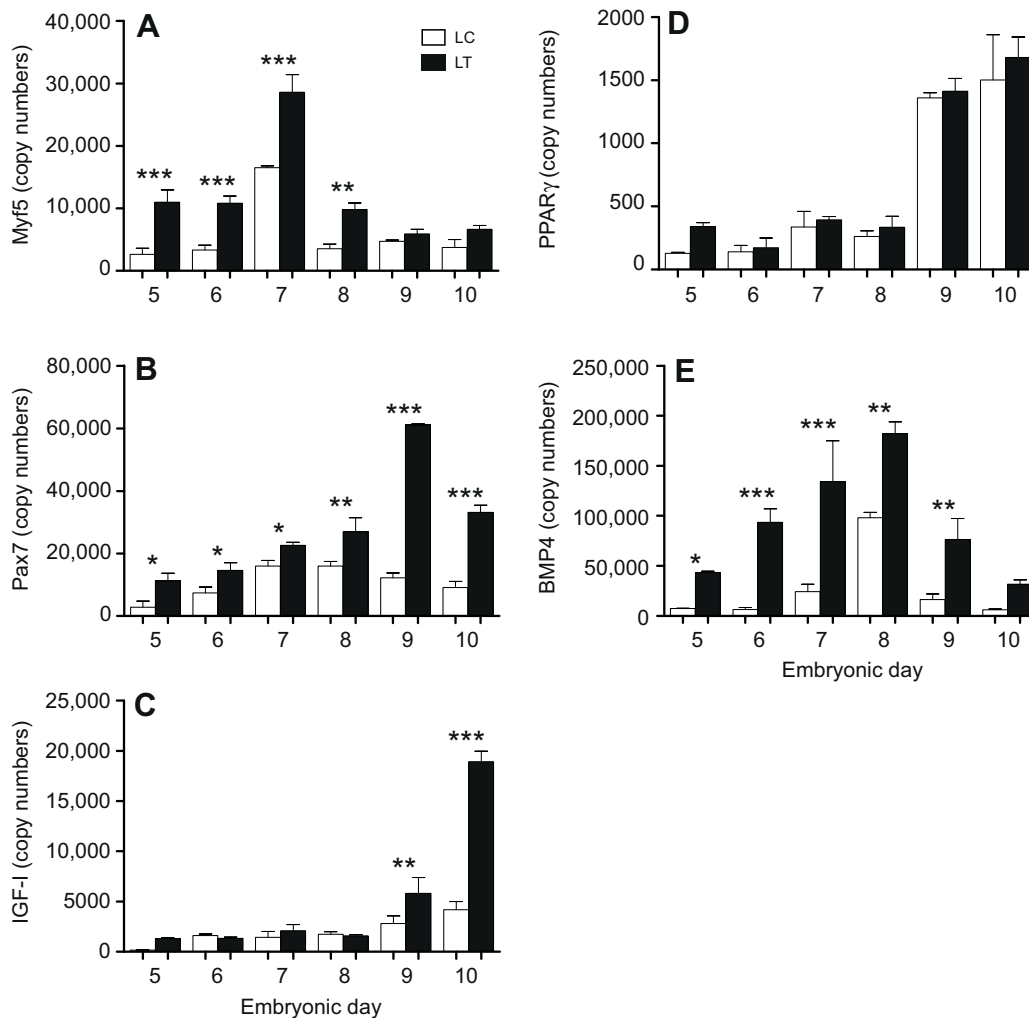 A
Myf5 (copy numbers)
40,000
30,000
20,000
10,000
0
LC
LT
***
***
***
**
5 6 7 8 9 10
B
Pax7 (copy numbers)
80,000
60,000
40,000
20,000
0
*
*
*
**
***
***
5 6 7 8 9 10
C
IGF-I (copy numbers)
25,000
20,000
15,000
10,000
5000
0
**
***
5 6 7 8 9 10
Embryonic day
D
PPARγ (copy numbers)
2000
1500
1000
500
0
5 6 7 8 9 10
E
BMP4 (copy numbers)
250,000
200,000
150,000
100,000
50,000
0
*
***
***
**
**
5 6 7 8 9 10
Embryonic day